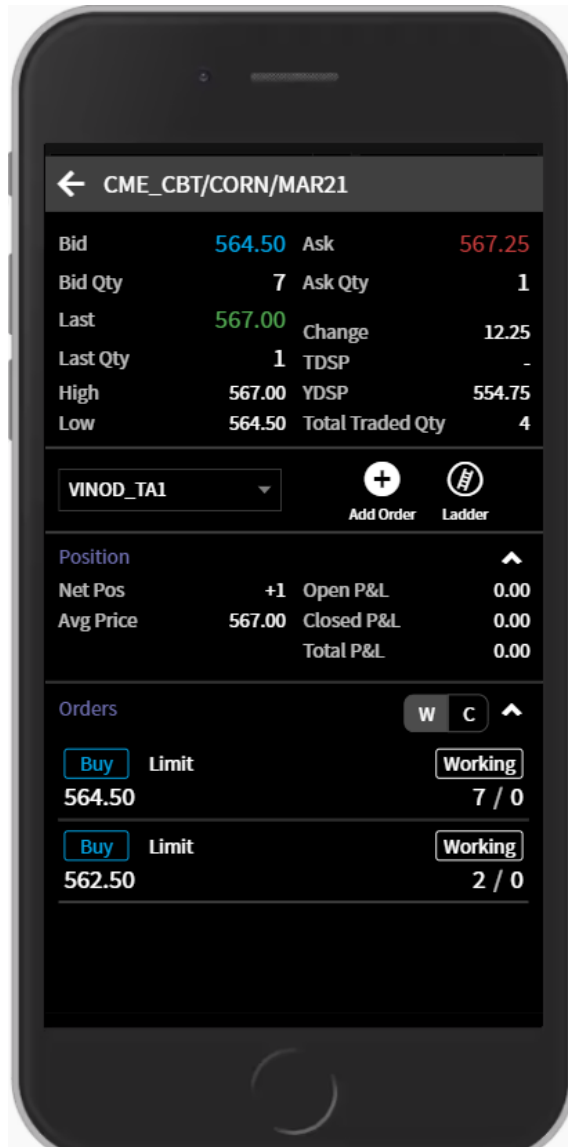 CME_CBT/CORN/MAR21
Bid 564.50 Ask 567.25
Bid Qty 7 Ask Qty 1
Last 567.00 Change 12.25
Last Qty 1 TDSP -
High 567.00 YDSP 554.75
Low 564.50 Total Traded Qty 4
VINOD_TA1
Add Order Ladder
Position
Net Pos +1 Open P&L 0.00
Avg Price 567.00 Closed P&L 0.00
Total P&L 0.00
Orders W C
Buy Limit Working
564.50 7 / 0
Buy Limit Working
562.50 2 / 0